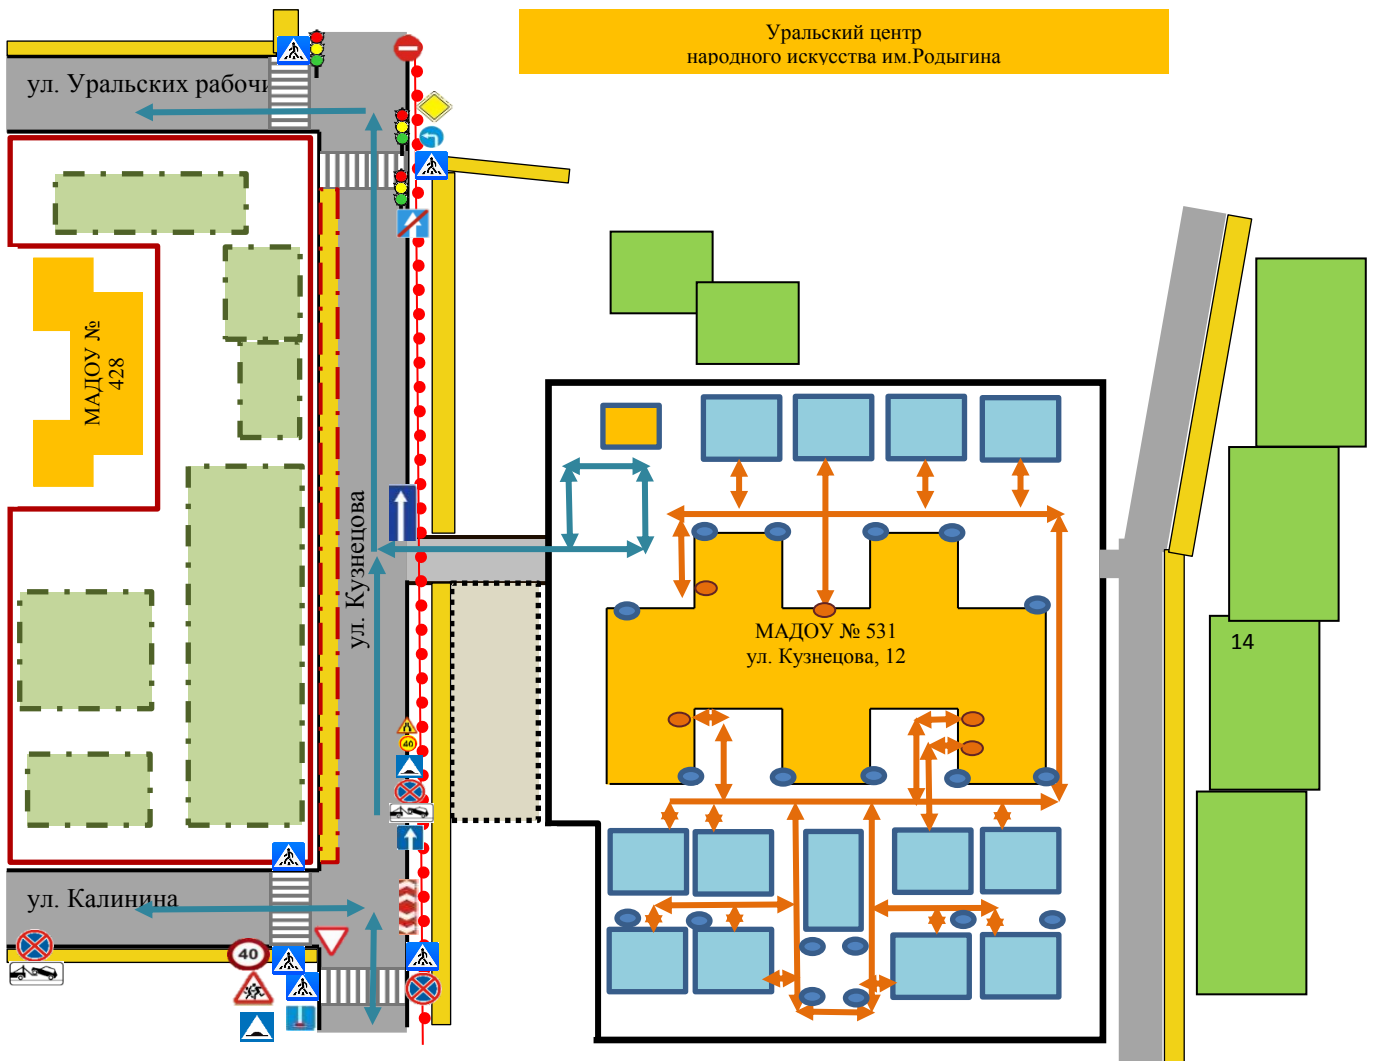 Уральский центр
народного искусства им.Родыгина
ул. Уральских рабочи
МАДОУ №
428
ул. Кузнецова
МАДОУ № 531
ул. Кузнецова, 12
14
40
ул. Калинина
40